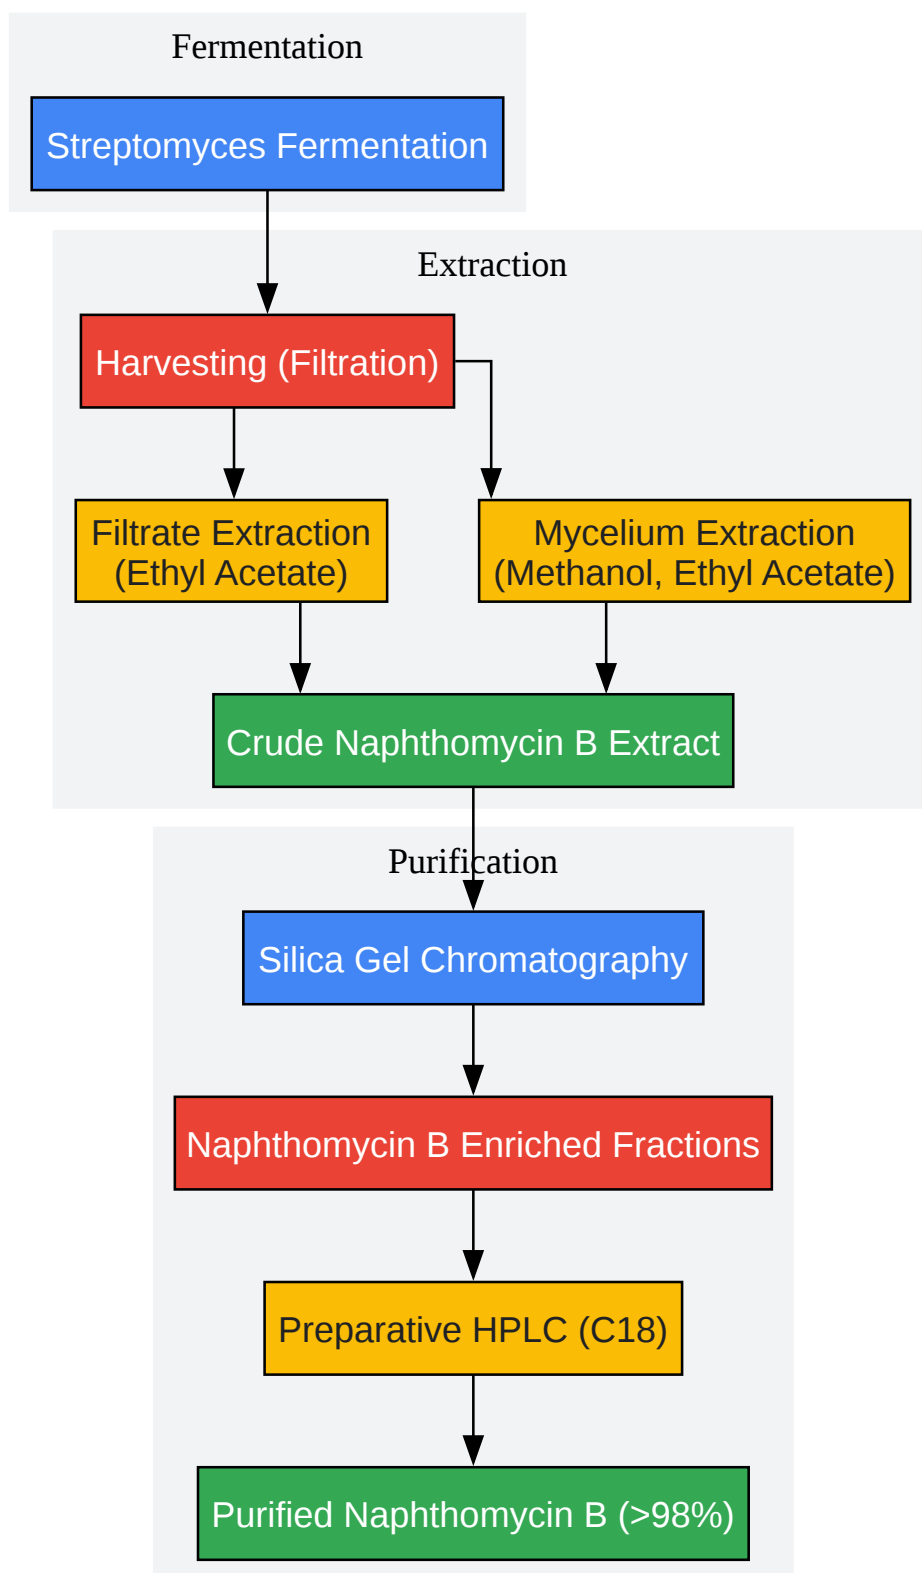 Fermentation
Streptomyces Fermentation
Extraction
Harvesting (Filtration)
Filtrate Extraction
(Ethyl Acetate)
Mycelium Extraction
(Methanol, Ethyl Acetate)
Crude Naphthomycin B Extract
Purification
Silica Gel Chromatography
Naphthomycin B Enriched Fractions
Preparative HPLC (C18)
Purified Naphthomycin B (>98%)